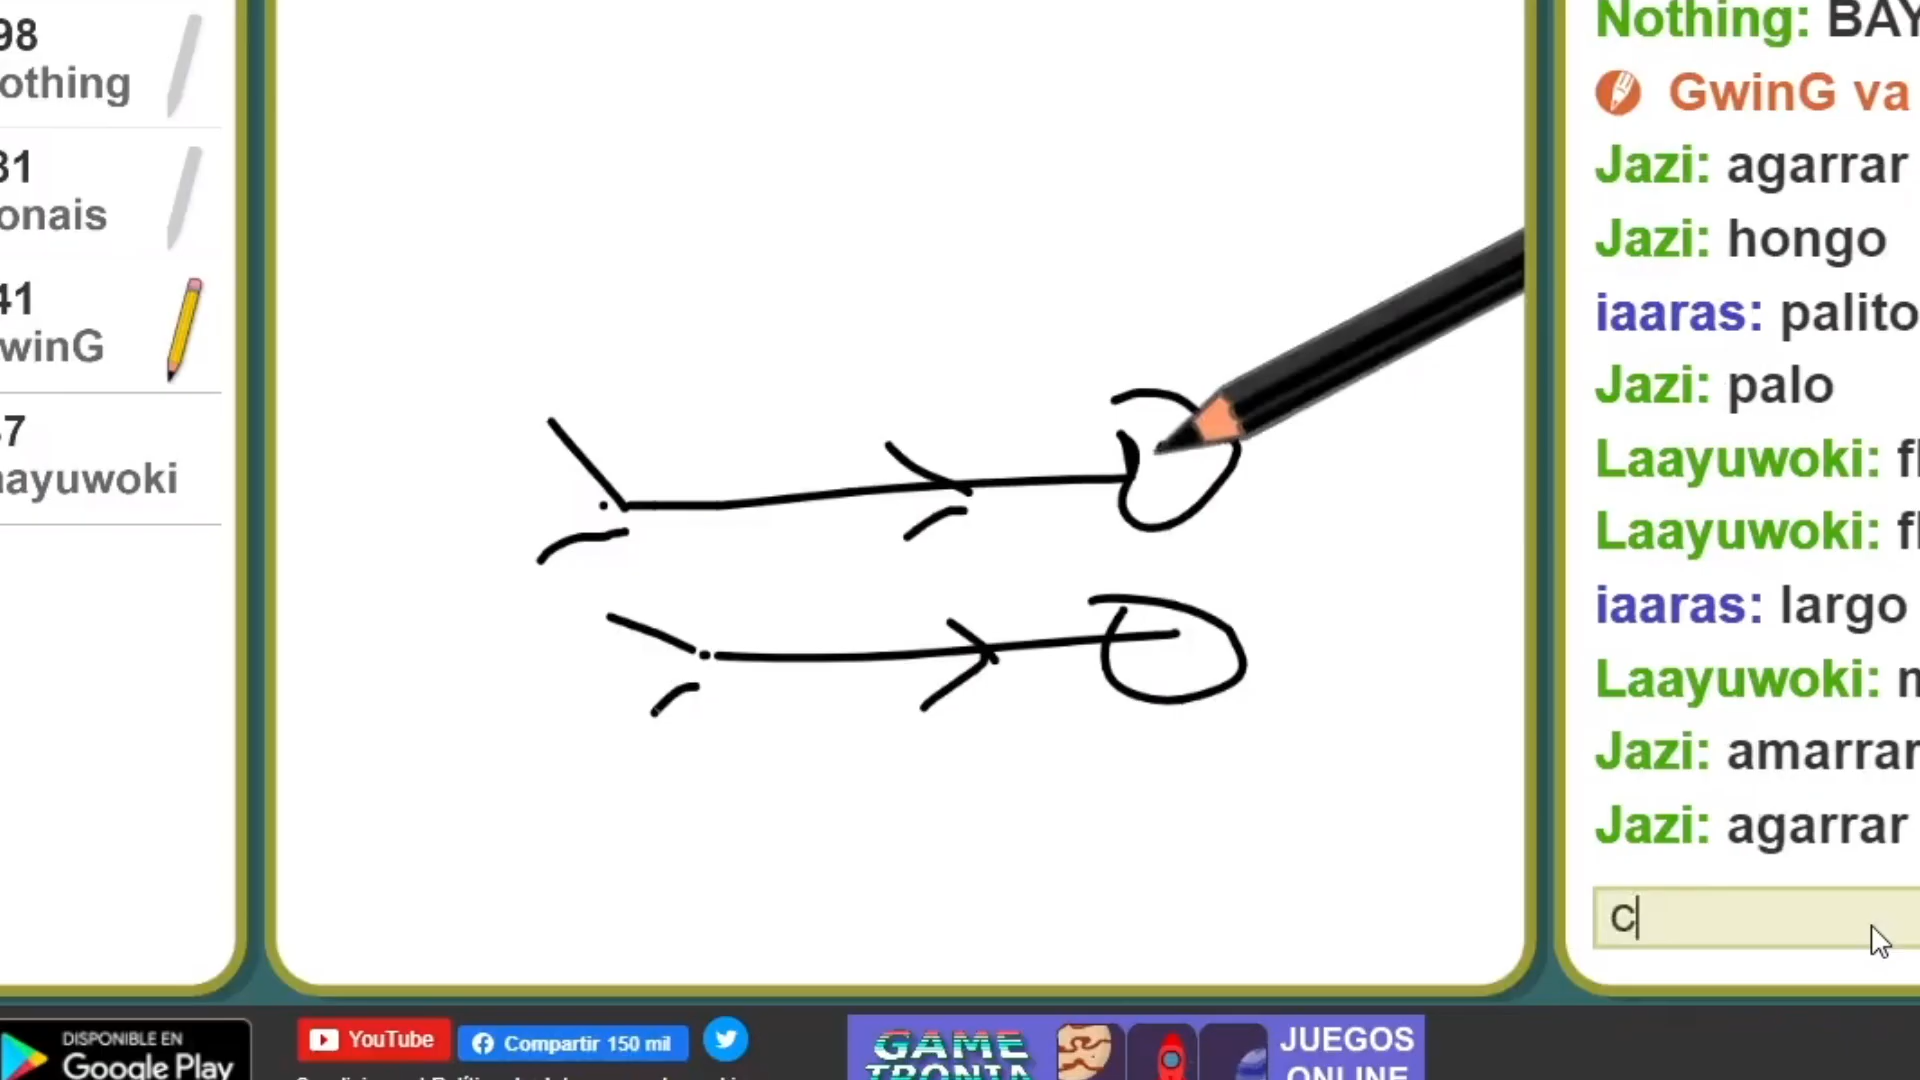 98
othing
31
onais
41
winG
7
ayuwoki
Nothing: BAY
GwinG va
Jazi: agarrar
Jazi: hongo
iaaras: palito
Jazi: palo
Laayuwoki: fl
Laayuwoki: fl
iaaras: largo
Laayuwoki:
Jazi: amarrar
Jazi: agarrar
C
DISPONIBLE EN
Google Play
YouTube
Compartir 150 mil
GAME
TRONIA
JUEGOS
ONLINE